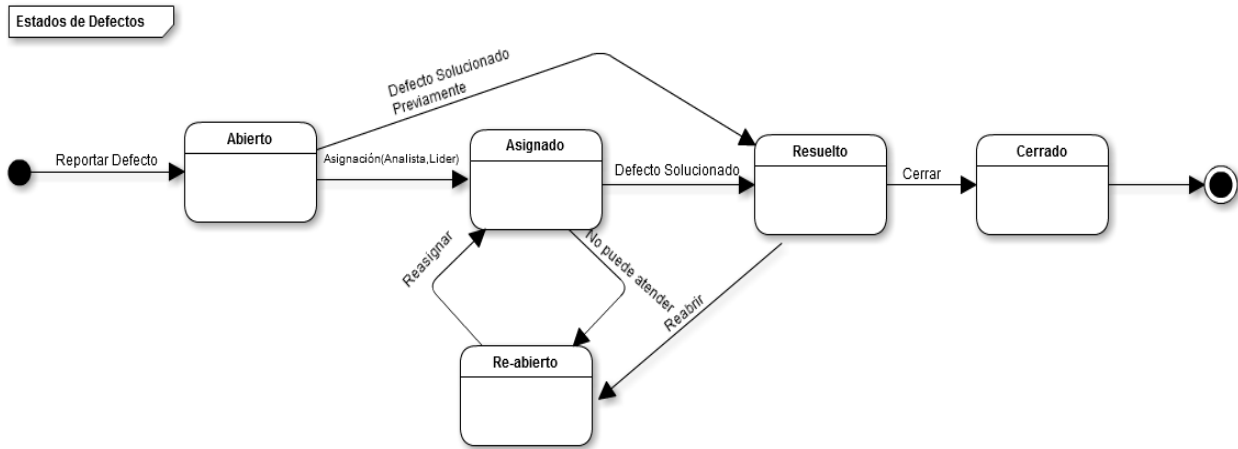 Estados de Defectos
Defecto Solucionado
Previamente
Abierto
Asignado
Resuelto
Cerrado
Reportar Defecto
Asignación(Analista,Lider)
Defecto Solucionado
Cerrar
Reasignar
No puede atender
Reabrir
Re-abierto